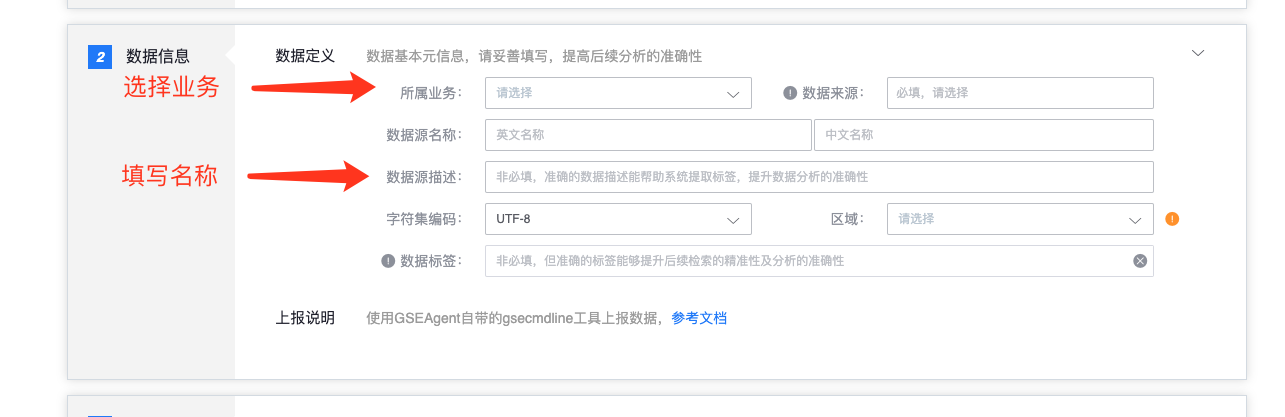 2 数据信息 数据定义 数据基本元信息，请妥善填写，提高后续分析的准确性
选择业务 所属业务： 请选择 ! 数据来源： 必填，请选择
数据源名称： 英文名称 中文名称
填写名称 数据源描述： 非必填，准确的数据描述能帮助系统提取标签，提升数据分析的准确性
字符集编码： UTF-8 区域： 请选择 !
! 数据标签： 非必填，但准确的标签能够提升后续检索的精准性及分析的准确性
上报说明 使用GSEAgent自带的gsecmdline工具上报数据，参考文档